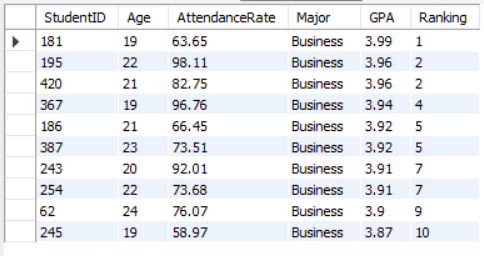 StudentID Age AttendanceRate Major GPA Ranking
181 19 63.65 Business 3.99 1
195 22 98.11 Business 3.96 2
420 21 82.75 Business 3.96 2
367 19 96.76 Business 3.94 4
186 21 66.45 Business 3.92 5
387 23 73.51 Business 3.92 5
243 20 92.01 Business 3.91 7
254 22 73.68 Business 3.91 7
62 24 76.07 Business 3.9 9
245 19 58.97 Business 3.87 10